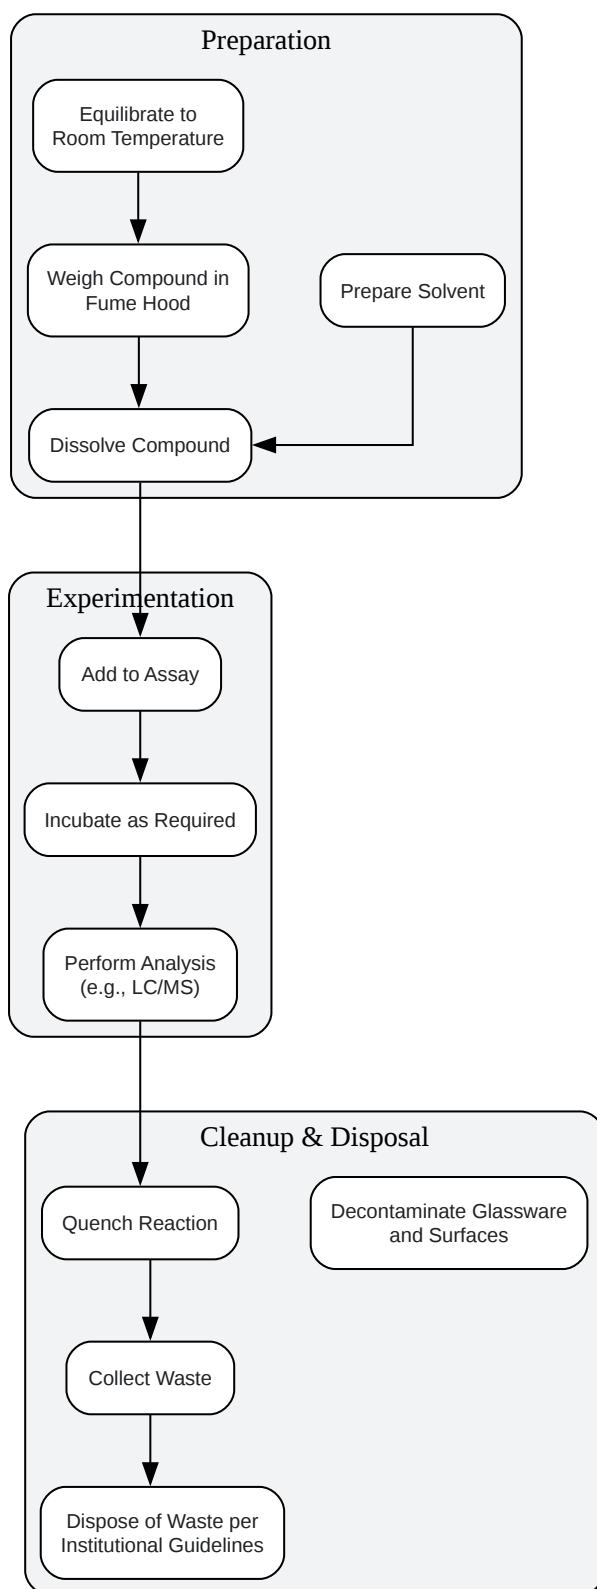 Preparation
Equilibrate to
Room Temperature
Weigh Compound in
Fume Hood
Prepare Solvent
Dissolve Compound
Experimentation
Add to Assay
Incubate as Required
Perform Analysis
(e.g., LC/MS)
Cleanup & Disposal
Quench Reaction
Decontaminate Glassware
and Surfaces
Collect Waste
Dispose of Waste per
Institutional Guidelines